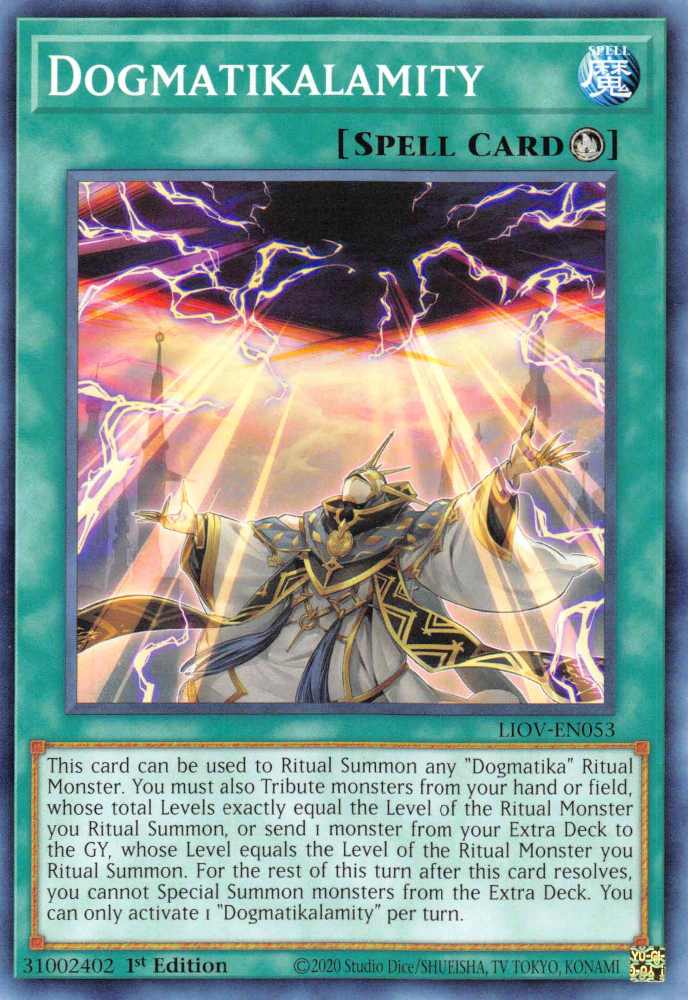 DOGMATIKALAMITY
SPELL
魔
[SPELL CARD]
LIOV-EN053
This card can be used to Ritual Summon any "Dogmatika" Ritual
Monster. You must also Tribute monsters from your hand or field,
whose total Levels exactly equal the Level of the Ritual Monster
you Ritual Summon, or send 1 monster from your Extra Deck to
the GY, whose Level equals the Level of the Ritual Monster you
Ritual Summon. For the rest of this turn after this card resolves,
you cannot Special Summon monsters from the Extra Deck. You
can only activate 1 "Dogmatikalamity" per turn.
31002402 1st Edition ©2020 Studio Dice/SHUEISHA, TV TOKYO, KONAMI